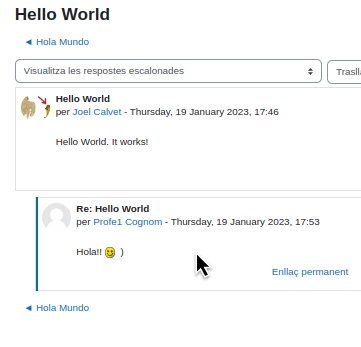 Hello World
◄ Hola Mundo
Visualitza les respostes escalonades
Traslla
Hello World
per Joel Calvet - Thursday, 19 January 2023, 17:46
Hello World. It works!
Re: Hello World
per Profe1 Cognom - Thursday, 19 January 2023, 17:53
Hola!! )
Enllaç permanent
◄ Hola Mundo